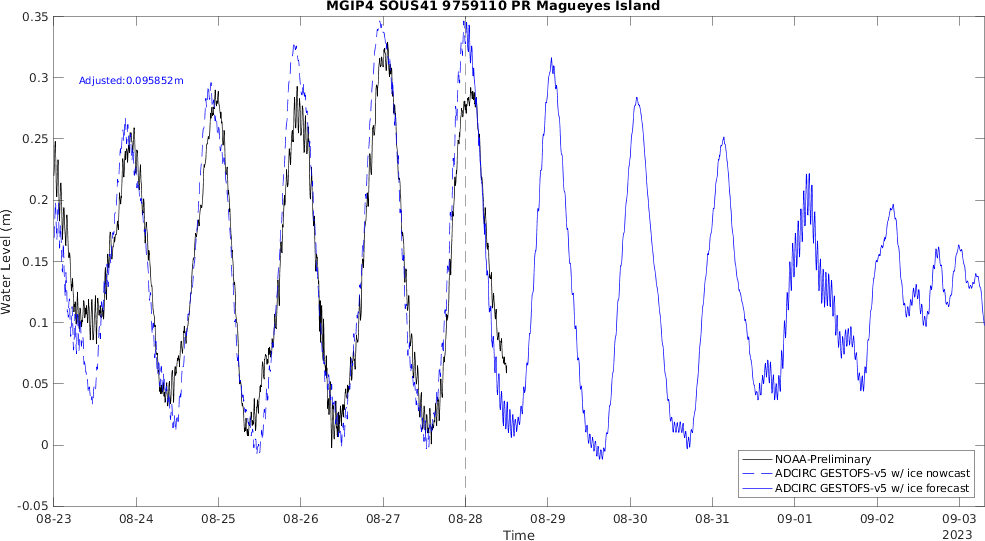 MGIP4 SOUS41 9759110 PR Magueyes Island
0.35
0.3
0.25
0.2
0.15
0.1
0.05
0
-0.05
Water Level (m)
Adjusted:0.095852m
NOAA-Preliminary
ADCIRC GESTOFS-v5 w/ ice nowcast
ADCIRC GESTOFS-v5 w/ ice forecast
08-23 08-24 08-25 08-26 08-27 08-28 08-29 08-30 08-31 09-01 09-02 09-03
Time
2023